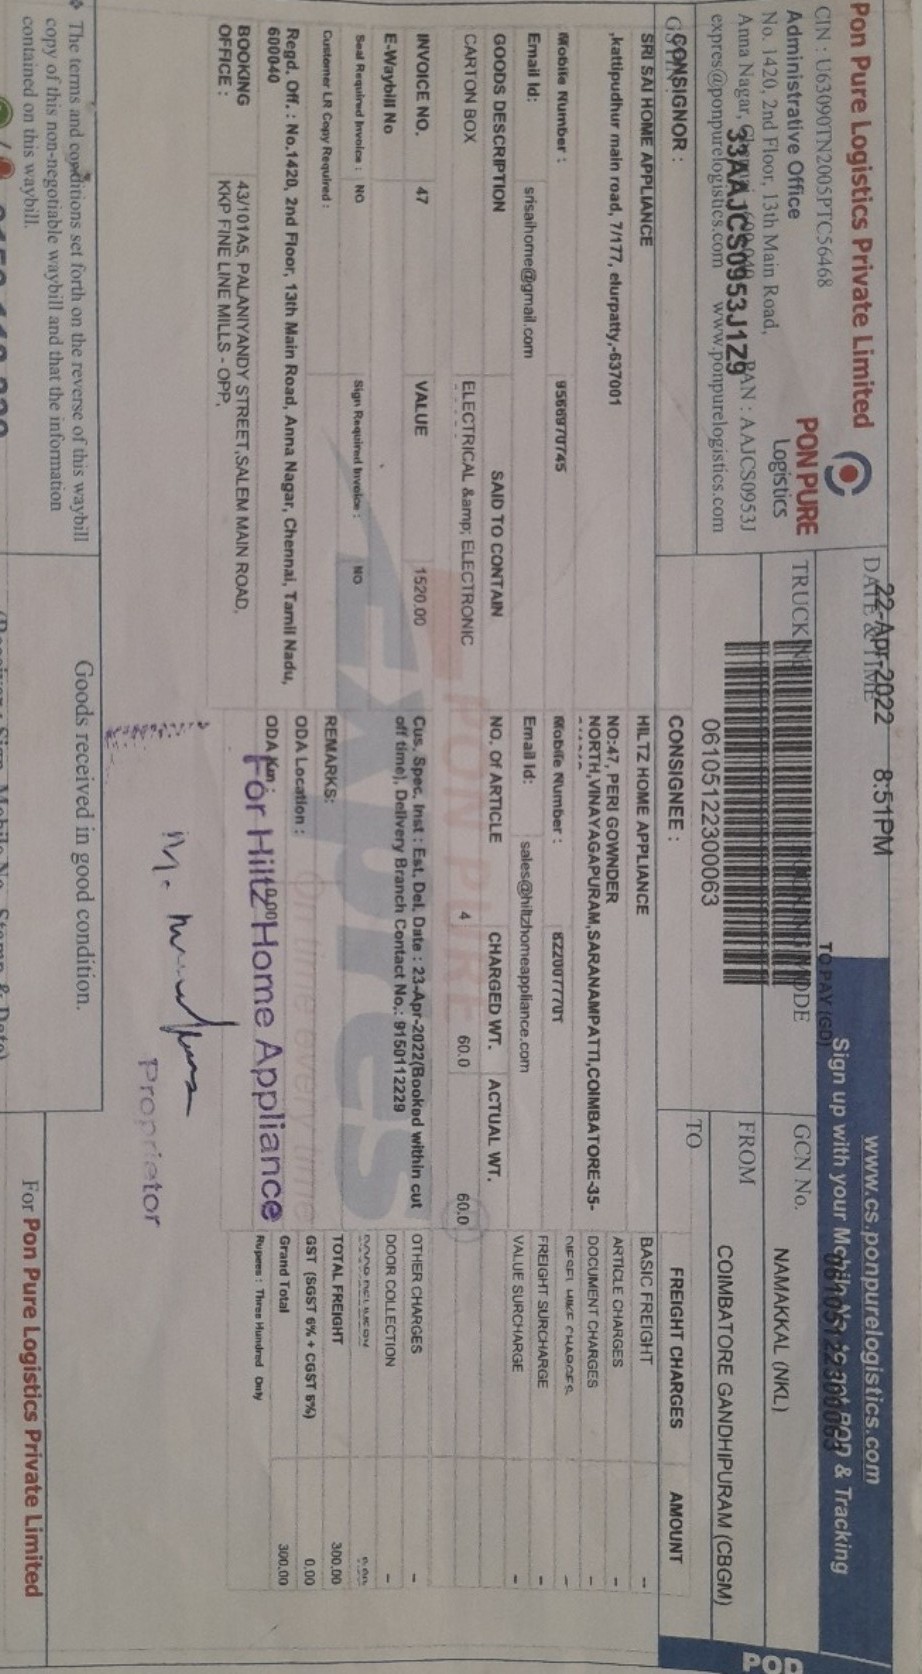 Pon Pure Logistics Private Limited
CIN : U63090TN2005PTC56468
Administrative Office
No. 1420, 2nd Floor, 13th Main Road,
Anna Nagar,
PAN : AAJCS0953J
expres@ponpurelogistics.com www.ponpurelogistics.com
33AAJCS0953J1Z9
PON PURE
Logistics
DATE & TIME
22-Apr-2022 8:51PM
TRUCK
MODE
TO PAY (GD)
061051222300063
www.cs.ponpurelogistics.com
Sign up with your & Tracking
GCN No.
NAMAKKAL (NKL)
FROM
COIMBATORE GANDHIPURAM (CBGM)
TO
POD
CONSIGNOR :
CONSIGNEE :
FREIGHT CHARGES AMOUNT
SRI SAI HOME APPLIANCE
HILTZ HOME APPLIANCE
BASIC FREIGHT --
,kattipudhur main road, 7/177, elurpatty,-637001
NO:47, PERI GOWNDER
NORTH,VINAYAGAPURAM,SARANAMPATTI,COIMBATORE-35-
ARTICLE CHARGES --
DOCUMENT CHARGES --
Mobile Number : 9566970745
Mobile Number :
FREIGHT SURCHARGE --
Email Id: srisaihome@gmail.com
Email Id: sales@hiltzhomeappliance.com
VALUE SURCHARGE --
GOODS DESCRIPTION SAID TO CONTAIN NO. Of ARTICLE CHARGED WT. ACTUAL WT.
CARTON BOX ELECTRICAL &amp; ELECTRONIC 4 60.0 60.0
INVOICE NO. 47 VALUE 1520.00
Cus. Spec. Inst : Est. Del. Date : 23-Apr-2022(Booked within cut
off time), Delivery Branch Contact No.: 9150112229
OTHER CHARGES --
E-Waybill No
DOOR COLLECTION --
Seal Required Invoice : NO Sign Required Invoice : NO
Customer LR Copy Required :
REMARKS:
TOTAL FREIGHT 300.00
Regd. Off. : No.1420, 2nd Floor, 13th Main Road, Anna Nagar, Chennai, Tamil Nadu,
600040
ODA Location :
GST (SGST 6% + CGST 6%) 0.00
ODA Km : 0.00
Grand Total 300.00
BOOKING
OFFICE :
43/101A5, PALANIYANDY STREET,SALEM MAIN ROAD,
KKP FINE LINE MILLS - OPP,
Rupees : Three Hundred Only
PON PURE
Expres
On time every time
For Hiltz Home Appliance
Proprietor
❖ The terms and conditions set forth on the reverse of this waybill
copy of this non-negotiable waybill and that the information
contained on this waybill.
Goods received in good condition.
For Pon Pure Logistics Private Limited